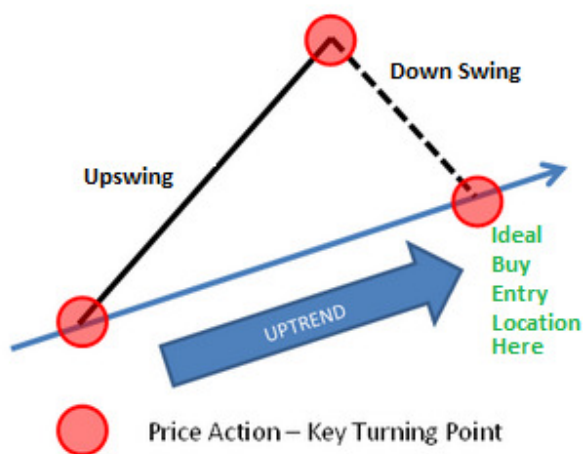 Down Swing
Upswing
Ideal
Buy
Entry
Location
Here
UPTREND
Price Action – Key Turning Point